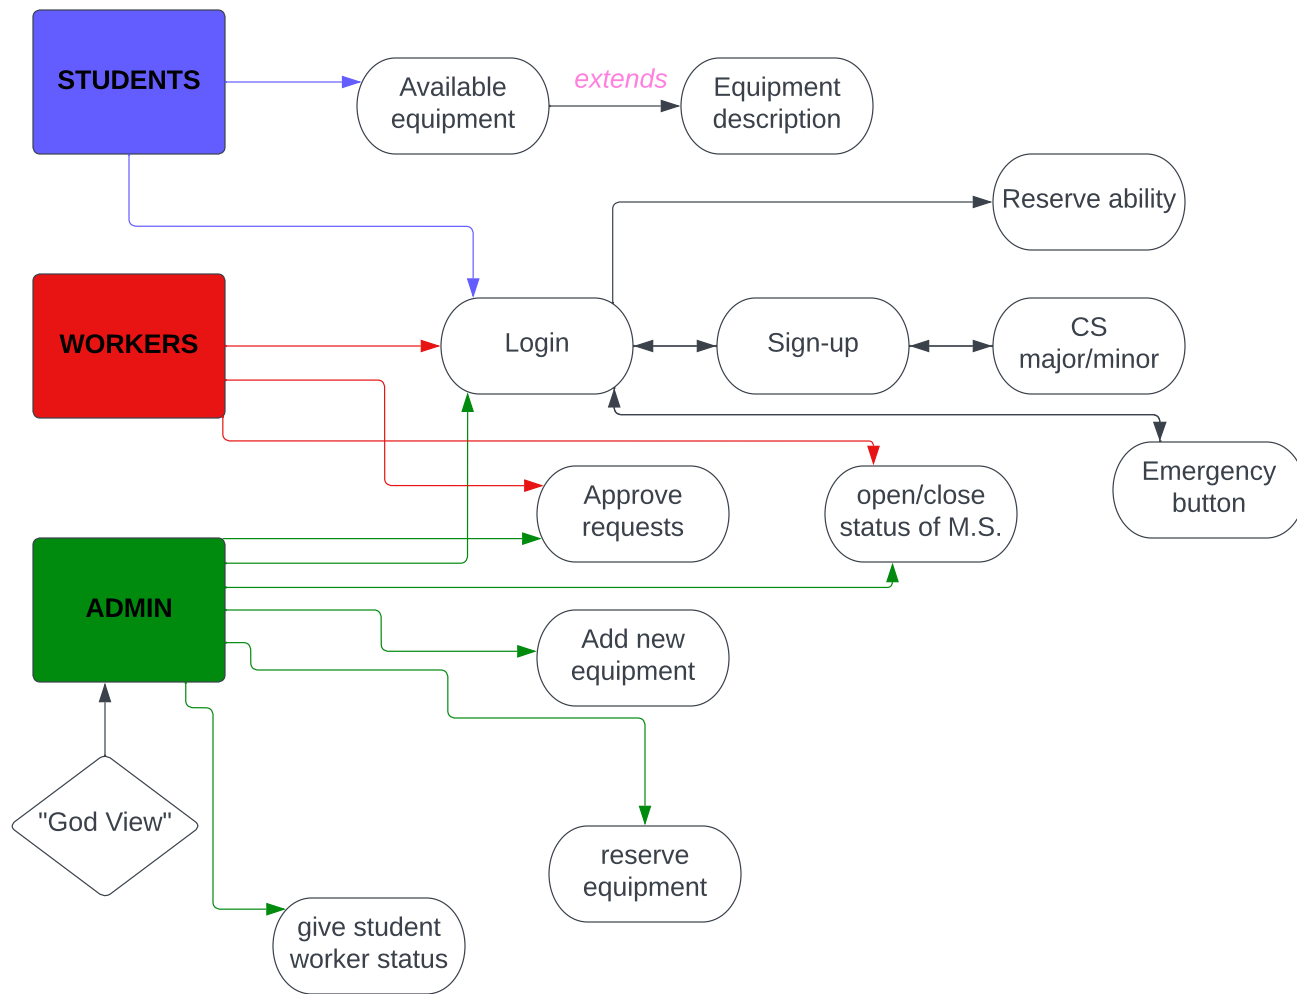 STUDENTS
Available
equipment
extends
Equipment
description
Reserve ability
WORKERS
Login
Sign-up
CS
major/minor
Emergency
button
Approve
requests
open/close
status of M.S.
ADMIN
Add new
equipment
"God View"
reserve
equipment
give student
worker status